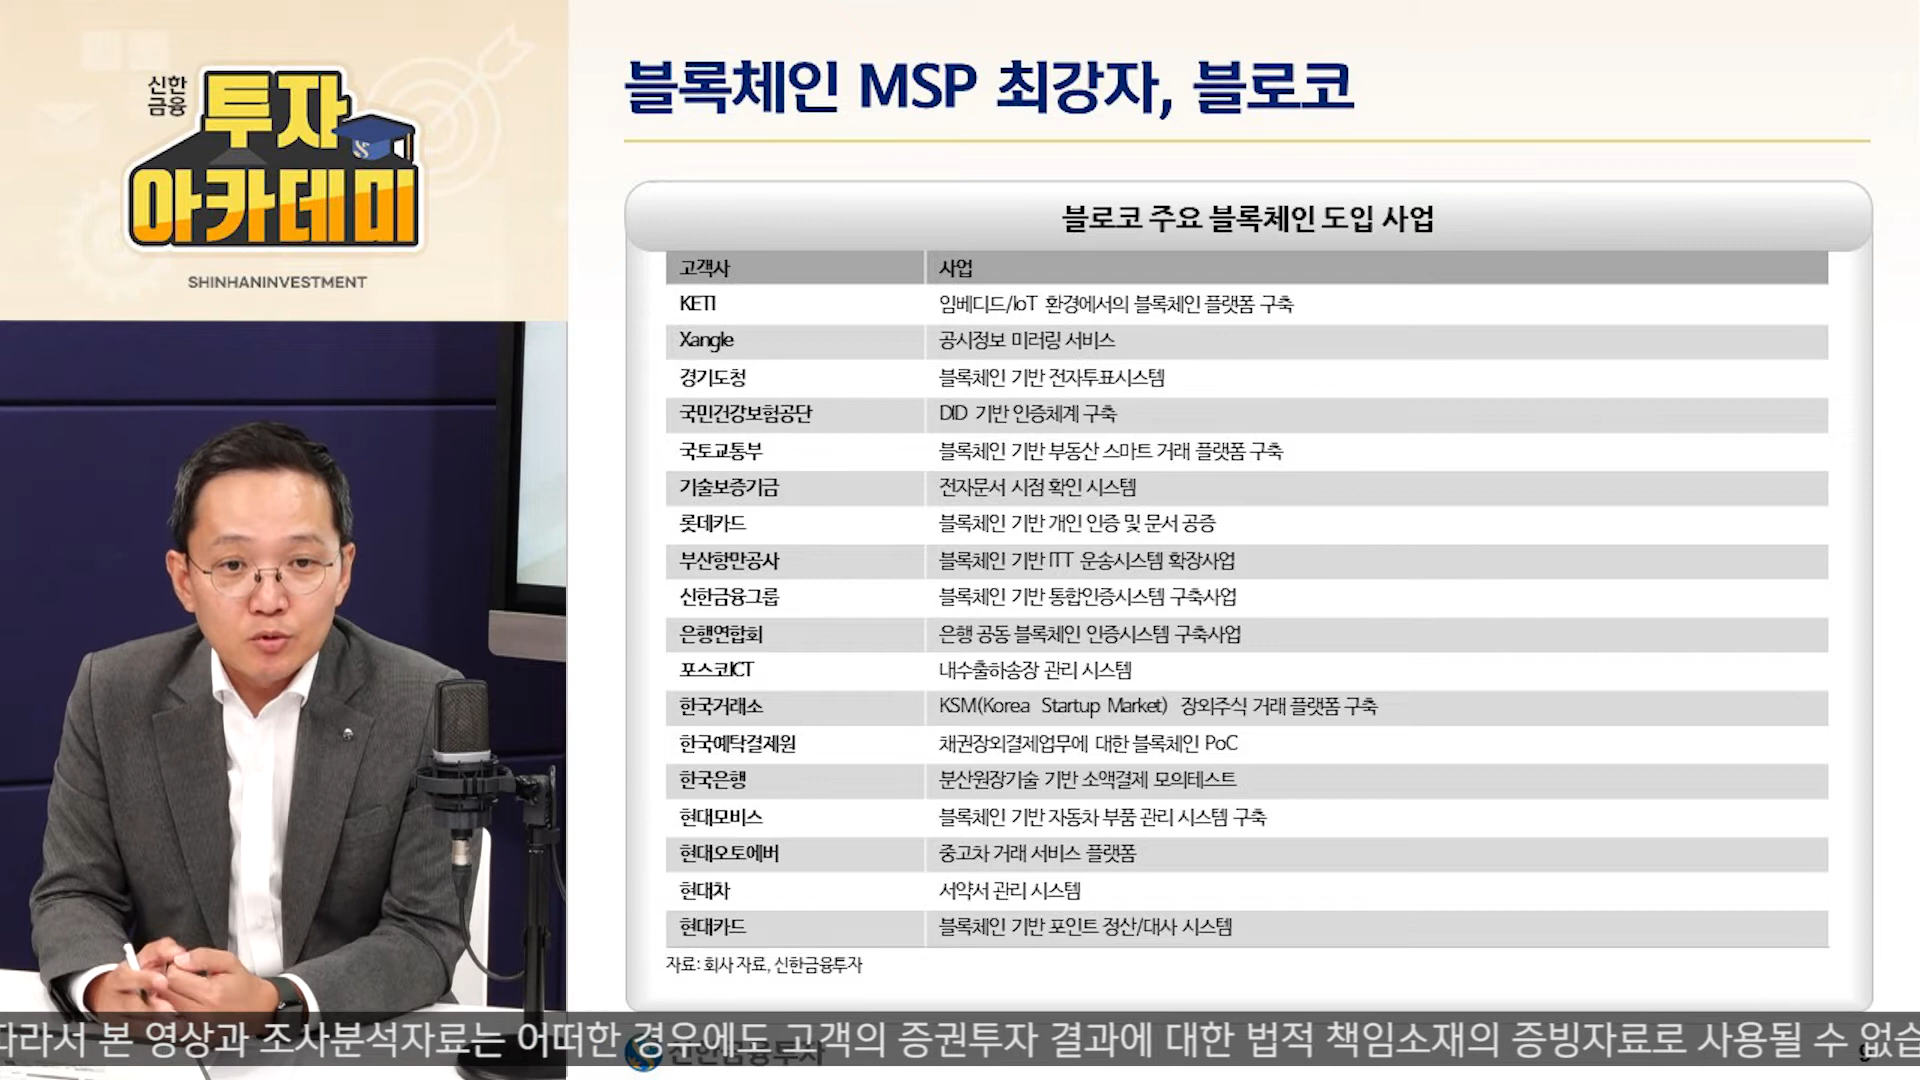 신한
금융
투자
아카데미
SHINHANINVESTMENT
블록체인 MSP 최강자, 블로코
블로코 주요 블록체인 도입 사업
고객사 사업
KETI 임베디드/IoT 환경에서의 블록체인 플랫폼 구축
Xangle 공시정보 미러링 서비스
경기도청 블록체인 기반 전자투표시스템
국민건강보험공단 DID 기반 인증체계 구축
국토교통부 블록체인 기반 부동산 스마트 거래 플랫폼 구축
기술보증기금 전자문서 시점 확인 시스템
롯데카드 블록체인 기반 개인 인증 및 문서 공증
부산항만공사 블록체인 기반 ITT 운송시스템 확장사업
신한금융그룹 블록체인 기반 통합인증시스템 구축사업
은행연합회 은행 공동 블록체인 인증시스템 구축사업
포스코ICT 내수출하송장 관리 시스템
한국거래소 KSM(Korea Startup Market) 장외주식 거래 플랫폼 구축
한국예탁결제원 채권장외결제업무에 대한 블록체인 PoC
한국은행 분산원장기술 기반 소액결제 모의테스트
현대모비스 블록체인 기반 자동차 부품 관리 시스템 구축
현대오토에버 중고차 거래 서비스 플랫폼
현대차 서약서 관리 시스템
현대카드 블록체인 기반 포인트 정산/대사 시스템
자료: 회사 자료, 신한금융투자
따라서 본 영상과 조사분석자료는 어떠한 경우에도 고객의 증권투자 결과에 대한 법적 책임소재의 증빙자료로 사용될 수 없습
신한금융투자